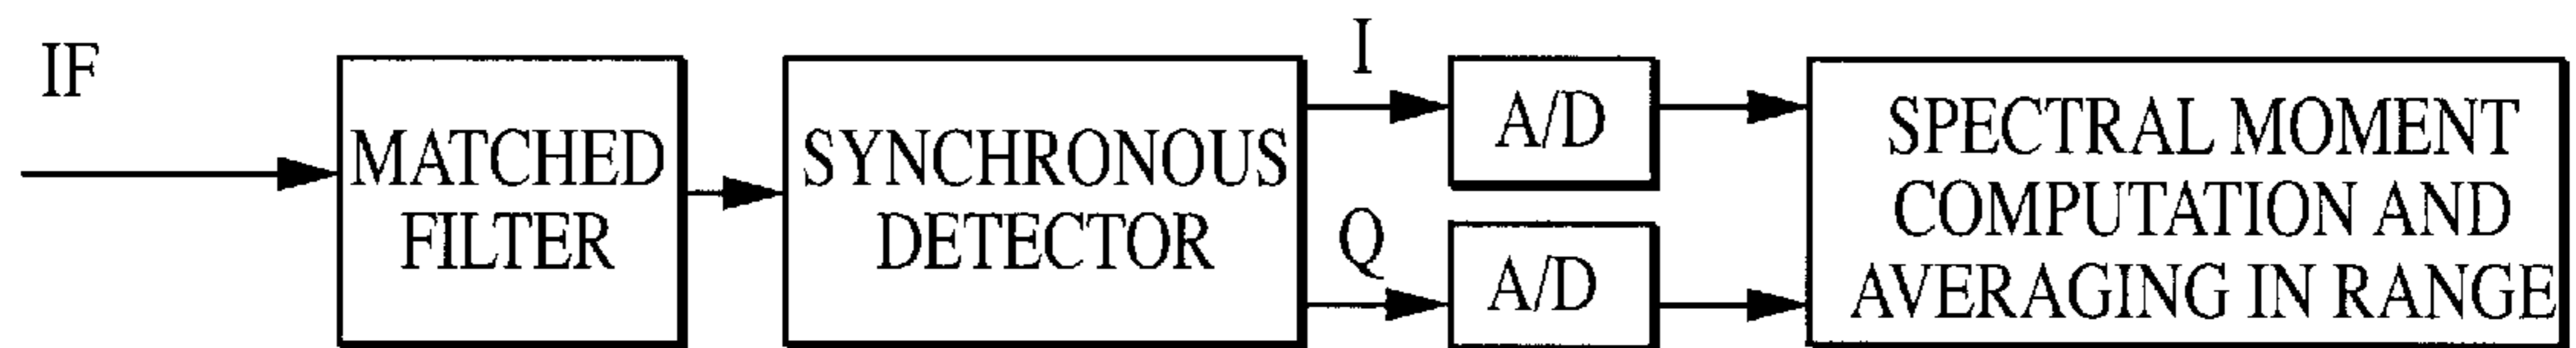 IF
MATCHED
FILTER
SYNCHRONOUS
DETECTOR
I
Q
A/D
A/D
SPECTRAL MOMENT
COMPUTATION AND
AVERAGING IN RANGE